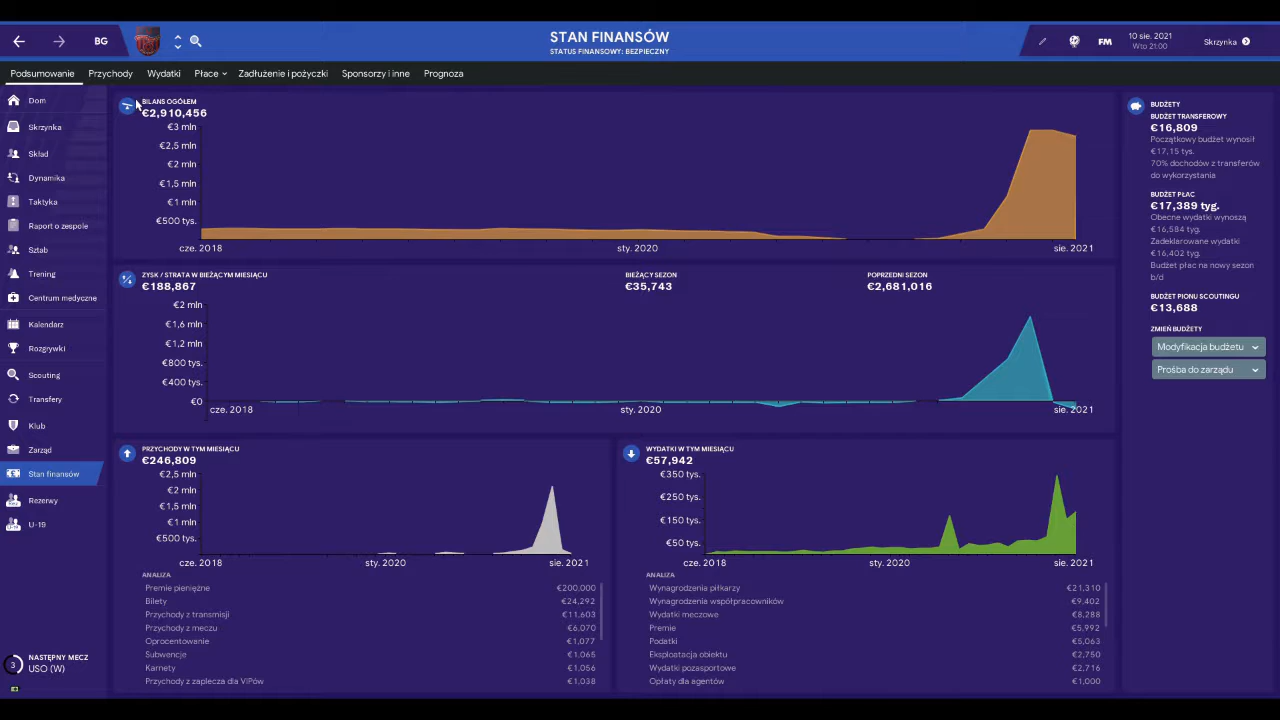 BG
STAN FINANSÓW
STATUS FINANSOWY: BEZPIECZNY
FM
10 sie. 2021
Wto 21:00
Skrzynka
Podsumowanie
Przychody
Wydatki
Płace
Zadłużenie i pożyczki
Sponsorzy i inne
Prognoza
Dom
Skrzynka
Skład
Dynamika
Taktyka
Raport o zespole
Sztab
Trening
Centrum medyczne
Kalendarz
Rozgrywki
Scouting
Transfery
Klub
Zarząd
Stan finansów
Rezerwy
U-19
3
NASTĘPNY MECZ
USO (W)
BILANS OGÓŁEM
€2,910,456
€3 mln
€2,5 mln
€2 mln
€1,5 mln
€1 mln
€500 tys.
cze. 2018
sty. 2020
sie. 2021
ZYSK / STRATA W BIEŻĄCYM MIESIĄCU
€188,867
BIEŻĄCY SEZON
€35,743
POPRZEDNI SEZON
€2,681,016
€2 mln
€1,6 mln
€1,2 mln
€800 tys.
€400 tys.
€0
cze. 2018
sty. 2020
sie. 2021
PRZYCHODY W TYM MIESIĄCU
€246,809
€2,5 mln
€2 mln
€1,5 mln
€1 mln
€500 tys.
cze. 2018
sty. 2020
sie. 2021
ANALIZA
Premie pieniężne €200,000
Bilety €24,292
Przychody z transmisji €11,603
Przychody z meczu €6,070
Oprocentowanie €1,077
Subwencje €1,065
Karnety €1,056
Przychody z zaplecza dla VIPów €1,038
WYDATKI W TYM MIESIĄCU
€57,942
€350 tys.
€250 tys.
€150 tys.
€50 tys.
cze. 2018
sty. 2020
sie. 2021
ANALIZA
Wynagrodzenia piłkarzy €21,310
Wynagrodzenia współpracowników €9,402
Wydatki meczowe €8,288
Premie €5,992
Podatki €5,063
Eksploatacja obiektu €2,750
Wydatki pozasportowe €2,716
Opłaty dla agentów €1,000
BUDŻETY
BUDŻET TRANSFEROWY
€16,809
Początkowy budżet wynosił
€17,15 tys.
70% dochodów z transferów
do wykorzystania
BUDŻET PŁAC
€17,389 tyg.
Obecne wydatki wynoszą
€16,584 tyg.
Zadeklarowane wydatki
€16,402 tyg.
Budżet płac na nowy sezon
b/d
BUDŻET PIONU SCOUTINGU
€13,688
ZMIEŃ BUDŻETY
Modyfikacja budżetu
Prośba do zarządu